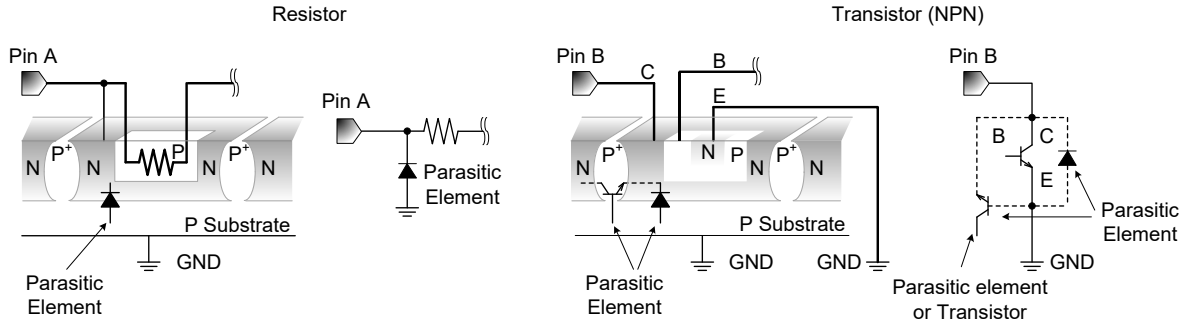 Resistor
Pin A
N
P+
N
P
N
P+
N
P Substrate
GND
Parasitic
Element
Pin A
Parasitic
Element
Transistor (NPN)
Pin B
C
B
E
N
P+
N
N
P
N
P+
N
P Substrate
GND
GND
Parasitic
Element
Pin B
B
C
E
Parasitic
Element
GND
Parasitic element
or Transistor